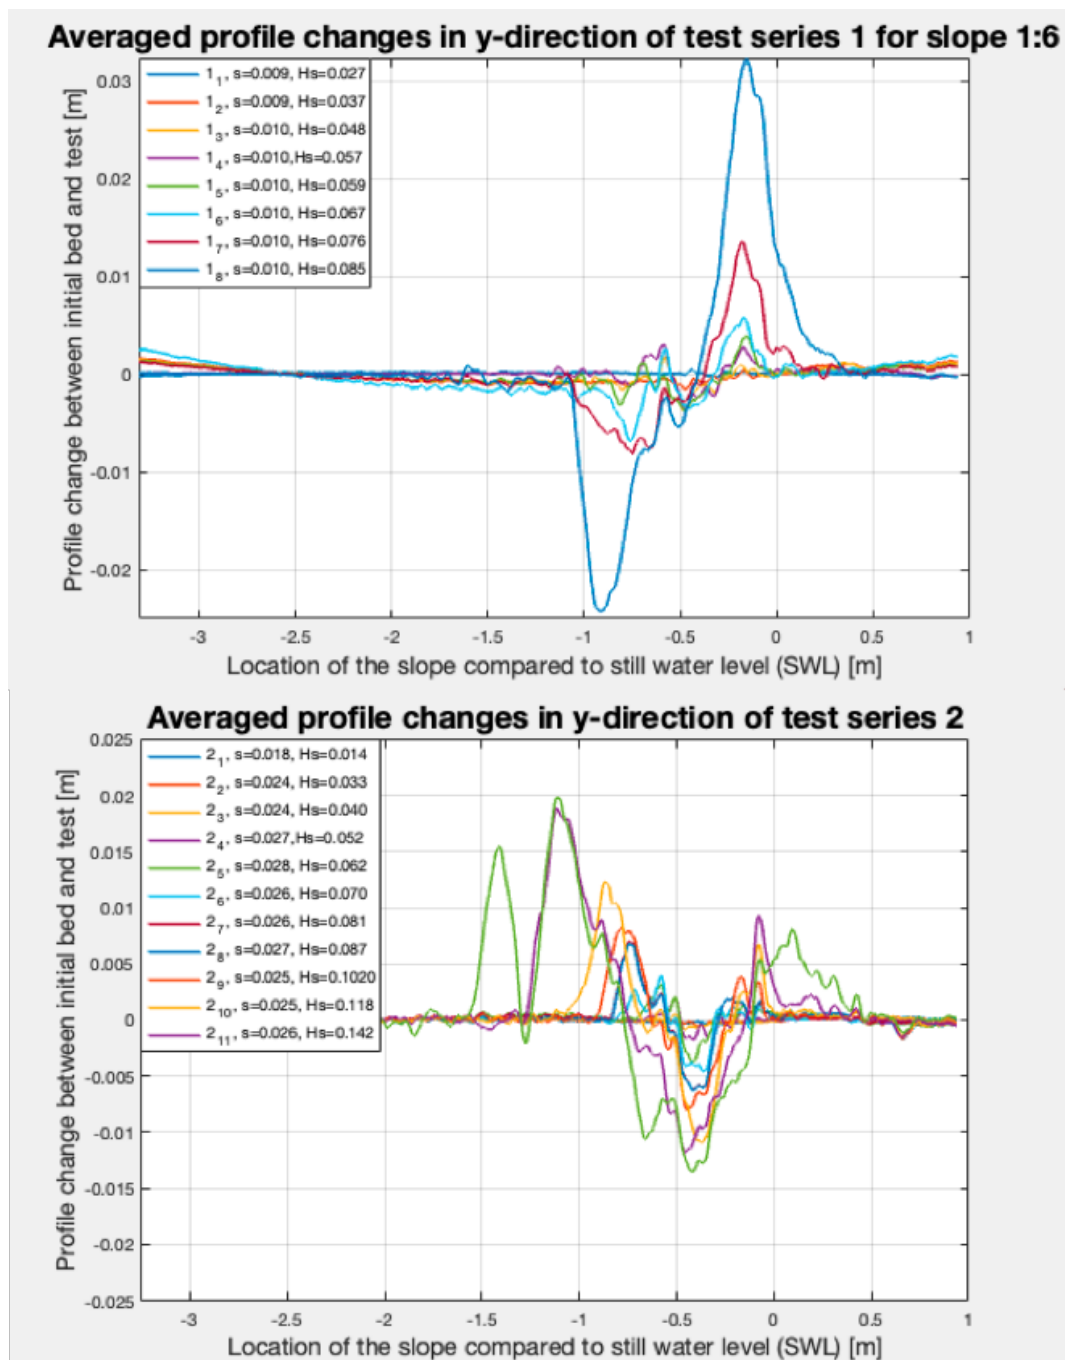 Averaged profile changes in y-direction of test series 1 for slope 1:6
Profile change between initial bed and test [m]
0.03
0.02
0.01
0
-0.01
-0.02
1₁, s=0.009, Hs=0.027
1₂, s=0.009, Hs=0.037
1₃, s=0.010, Hs=0.048
1₄, s=0.010,Hs=0.057
1₅, s=0.010, Hs=0.059
1₆, s=0.010, Hs=0.067
1₇, s=0.010, Hs=0.076
1₈, s=0.010, Hs=0.085
-3 -2.5 -2 -1.5 -1 -0.5 0 0.5 1
Location of the slope compared to still water level (SWL) [m]
Averaged profile changes in y-direction of test series 2
Profile change between initial bed and test [m]
0.025
0.02
0.015
0.01
0.005
0
-0.005
-0.01
-0.015
-0.02
-0.025
2₁, s=0.018, Hs=0.014
2₂, s=0.024, Hs=0.033
2₃, s=0.024, Hs=0.040
2₄, s=0.027,Hs=0.052
2₅, s=0.028, Hs=0.062
2₆, s=0.026, Hs=0.070
2₇, s=0.026, Hs=0.081
2₈, s=0.027, Hs=0.087
2₉, s=0.025, Hs=0.1020
2₁₀, s=0.025, Hs=0.118
2₁₁, s=0.026, Hs=0.142
-3 -2.5 -2 -1.5 -1 -0.5 0 0.5 1
Location of the slope compared to still water level (SWL) [m]